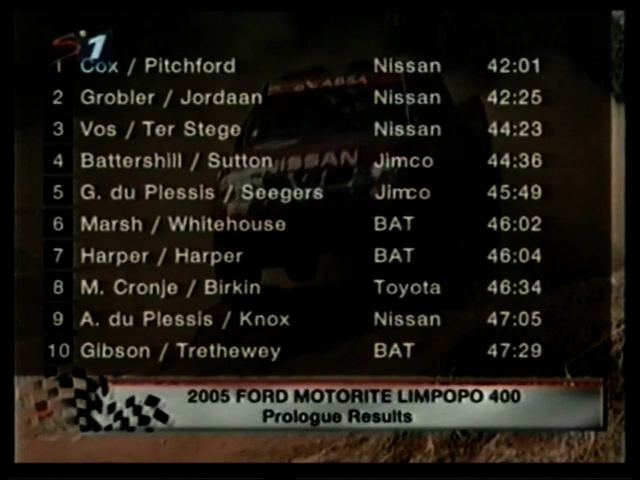 S 1
1 Cox / Pitchford Nissan 42:01
2 Grobler / Jordaan Nissan 42:25
3 Vos / Ter Stege Nissan 44:23
4 Battershill / Sutton Jimco 44:36
5 G. du Plessis / Seegers Jimco 45:49
6 Marsh / Whitehouse BAT 46:02
7 Harper / Harper BAT 46:04
8 M. Cronje / Birkin Toyota 46:34
9 A. du Plessis / Knox Nissan 47:05
10 Gibson / Trethewey BAT 47:29
ABSA
NISSAN
2005 FORD MOTORITE LIMPOPO 400
Prologue Results